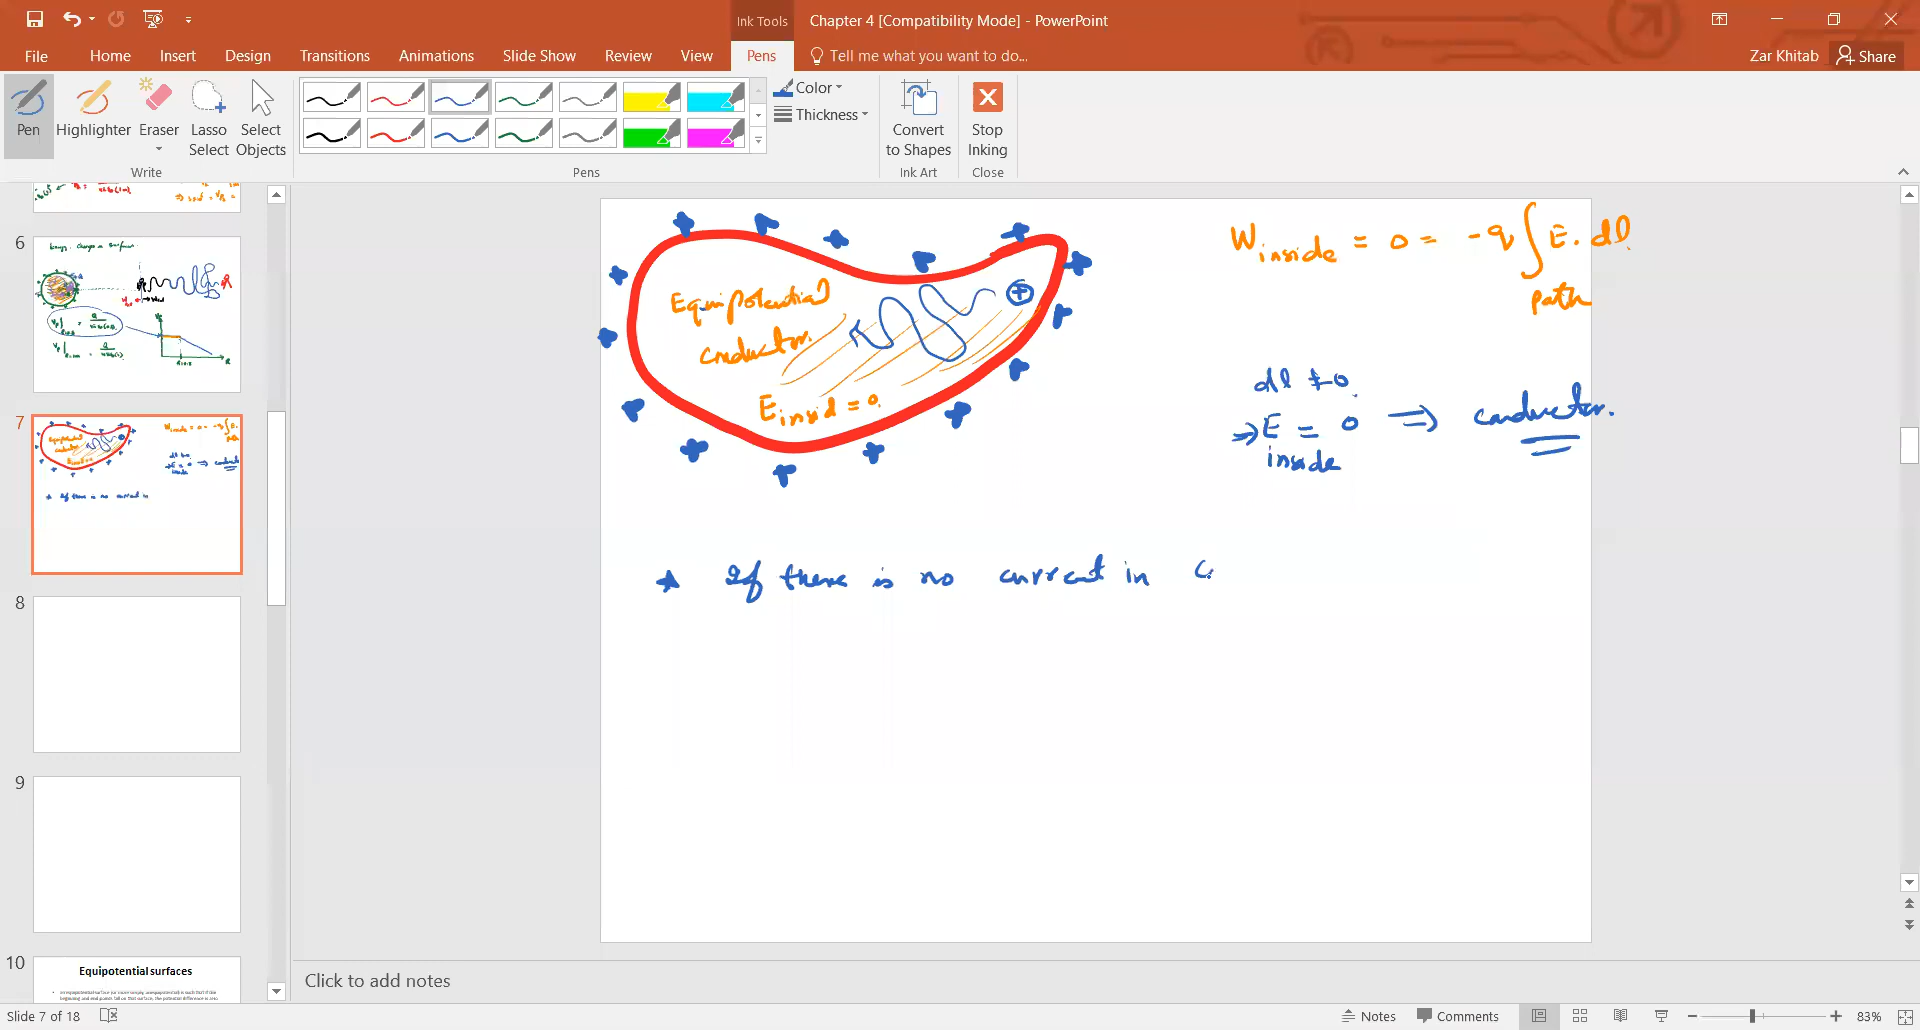 Ink Tools
Chapter 4 [Compatibility Mode] - PowerPoint
File Home Insert Design Transitions Animations Slide Show Review View Pens Tell me what you want to do... Zar Khitab Share
Pen Highlighter Eraser Lasso Select Select Objects
Color
Thickness
Convert to Shapes
Stop Inking
Write Pens Ink Art Close
6
7
8
9
10
Equipotential surfaces
Equipotential
conductor.
E insid = 0.
+
W inside = 0 = -q ∫ E. dl
path
dl ≠ 0
→ E = 0 ⇒ conductor.
inside
★ If there is no current in
Click to add notes
Slide 7 of 18
Notes Comments 83%